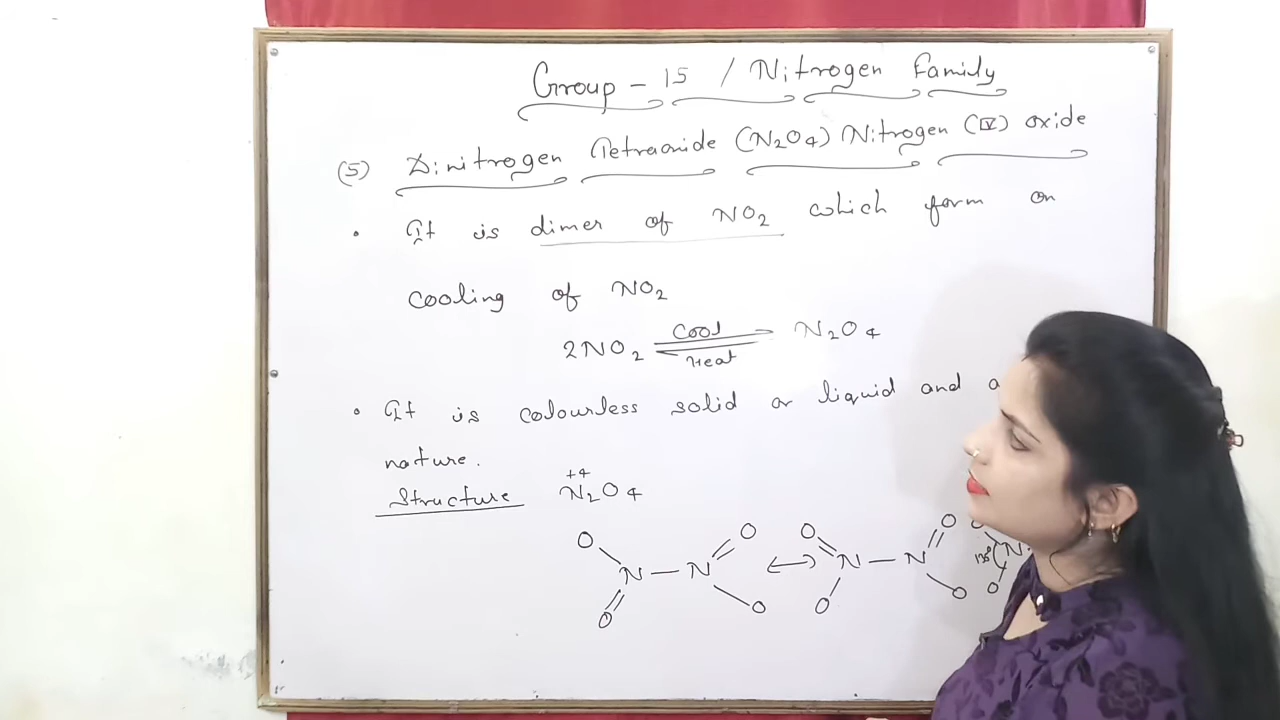 Group - 15 / Nitrogen Family
(5) Dinitrogen Tetraoxide (N2O4) Nitrogen (IV) oxide
• It is dimer of NO2 which form on
cooling of NO2
2NO2 Cool N2O4
Heat
• It is colourless solid or liquid and
nature.
+4
Structure N2O4
O O O O O
N — N ↔ N — N N
O O O O O